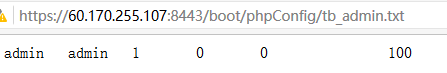 https://60.170.255.107:8443/boot/phpConfig/tb_admin.txt
admin admin 1 0 0 100